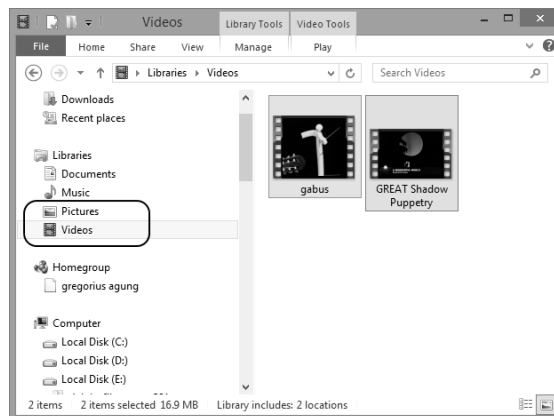 Videos
Library Tools
Video Tools
File
Home
Share
View
Manage
Play
Libraries
Videos
Search Videos
Downloads
Recent places
Libraries
Documents
Music
Pictures
Videos
Homegroup
gregorius agung
Computer
Local Disk (C:)
Local Disk (D:)
Local Disk (E:)
gabus
GREAT Shadow
Puppetry
2 items
2 items selected 16.9 MB
Library includes: 2 locations